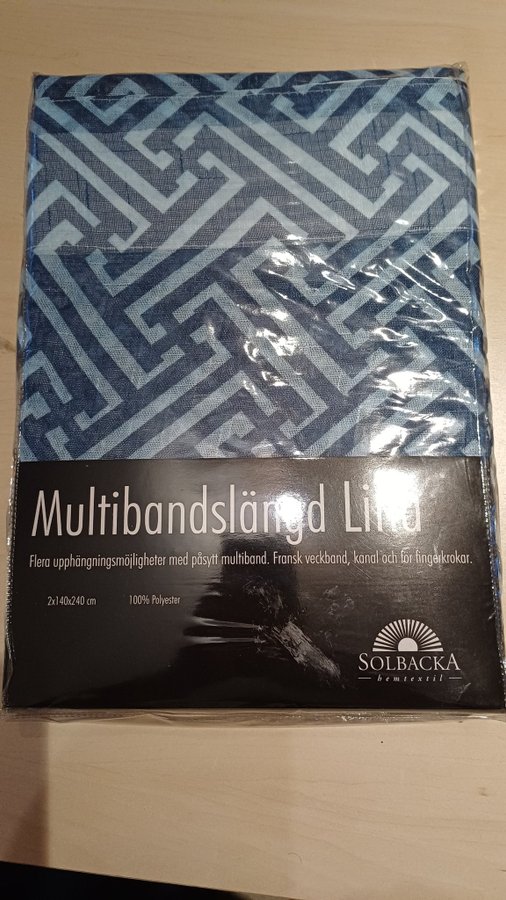 Multibandslängd
Flera upphängningsmöjligheter med påsytt multiband. Fransk veckband, kanal och för fingerkrokar.
2x140x240 cm 100% Polyester
SOLBACKA
hemtextil